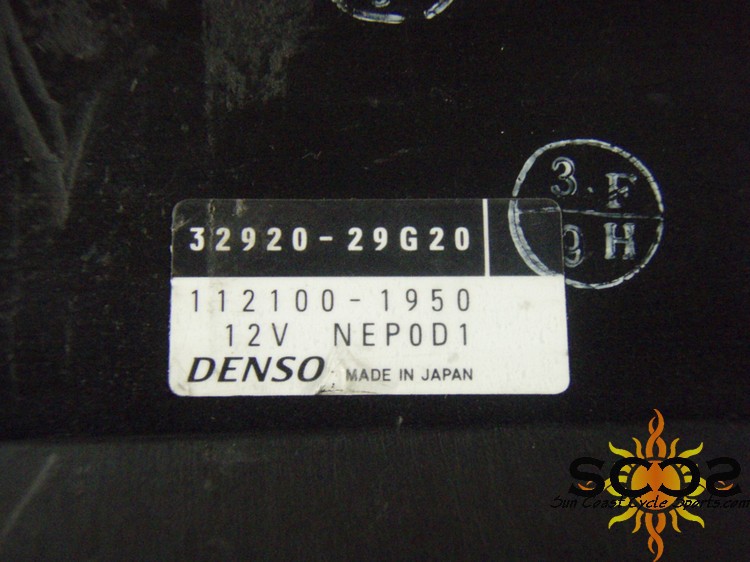 3.F
9H
32920-29G20
112100-1950
12V NEP0D1
DENSO MADE IN JAPAN
SCCS
Sun Coast Cycle Sports.com